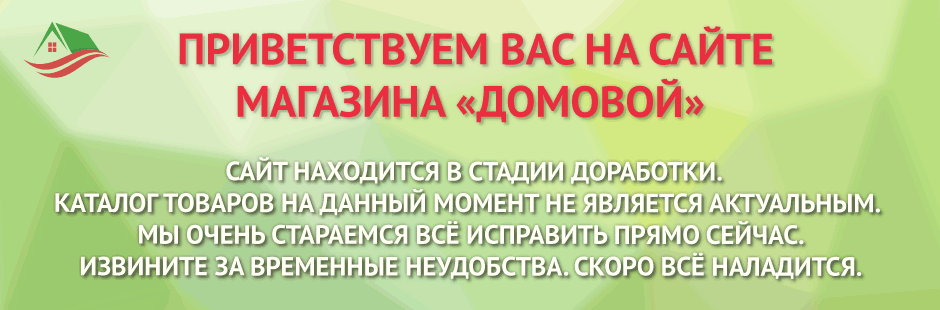 ПРИВЕТСТВУЕМ ВАС НА САЙТЕ
МАГАЗИНА «ДОМОВОЙ»
САЙТ НАХОДИТСЯ В СТАДИИ ДОРАБОТКИ.
КАТАЛОГ ТОВАРОВ НА ДАННЫЙ МОМЕНТ НЕ ЯВЛЯЕТСЯ АКТУАЛЬНЫМ.
МЫ ОЧЕНЬ СТАРАЕМСЯ ВСЁ ИСПРАВИТЬ ПРЯМО СЕЙЧАС.
ИЗВИНИТЕ ЗА ВРЕМЕННЫЕ НЕУДОБСТВА. СКОРО ВСЁ НАЛАДИТСЯ.